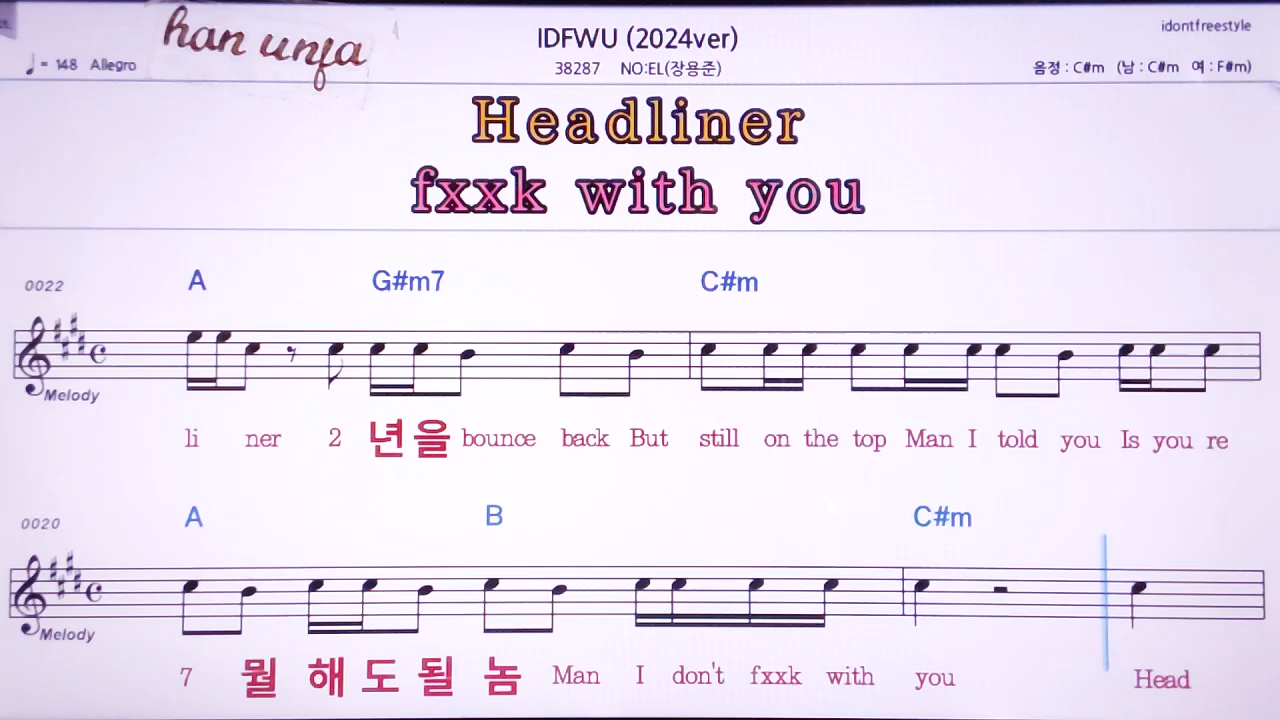 han unfa
IDFWU (2024ver)
idontfreestyle
♩= 148 Allegro
38287 NO:EL(장용준)
음정 : C#m (남 : C#m 여 : F#m)
Headliner
fxxk with you
0022 A G#m7 C#m
Melody
li ner 2 년 을 bounce back But still on the top Man I told you Is you re
0020 A B C#m
Melody
7 뭘 해 도 될 놈 Man I don't fxxk with you Head